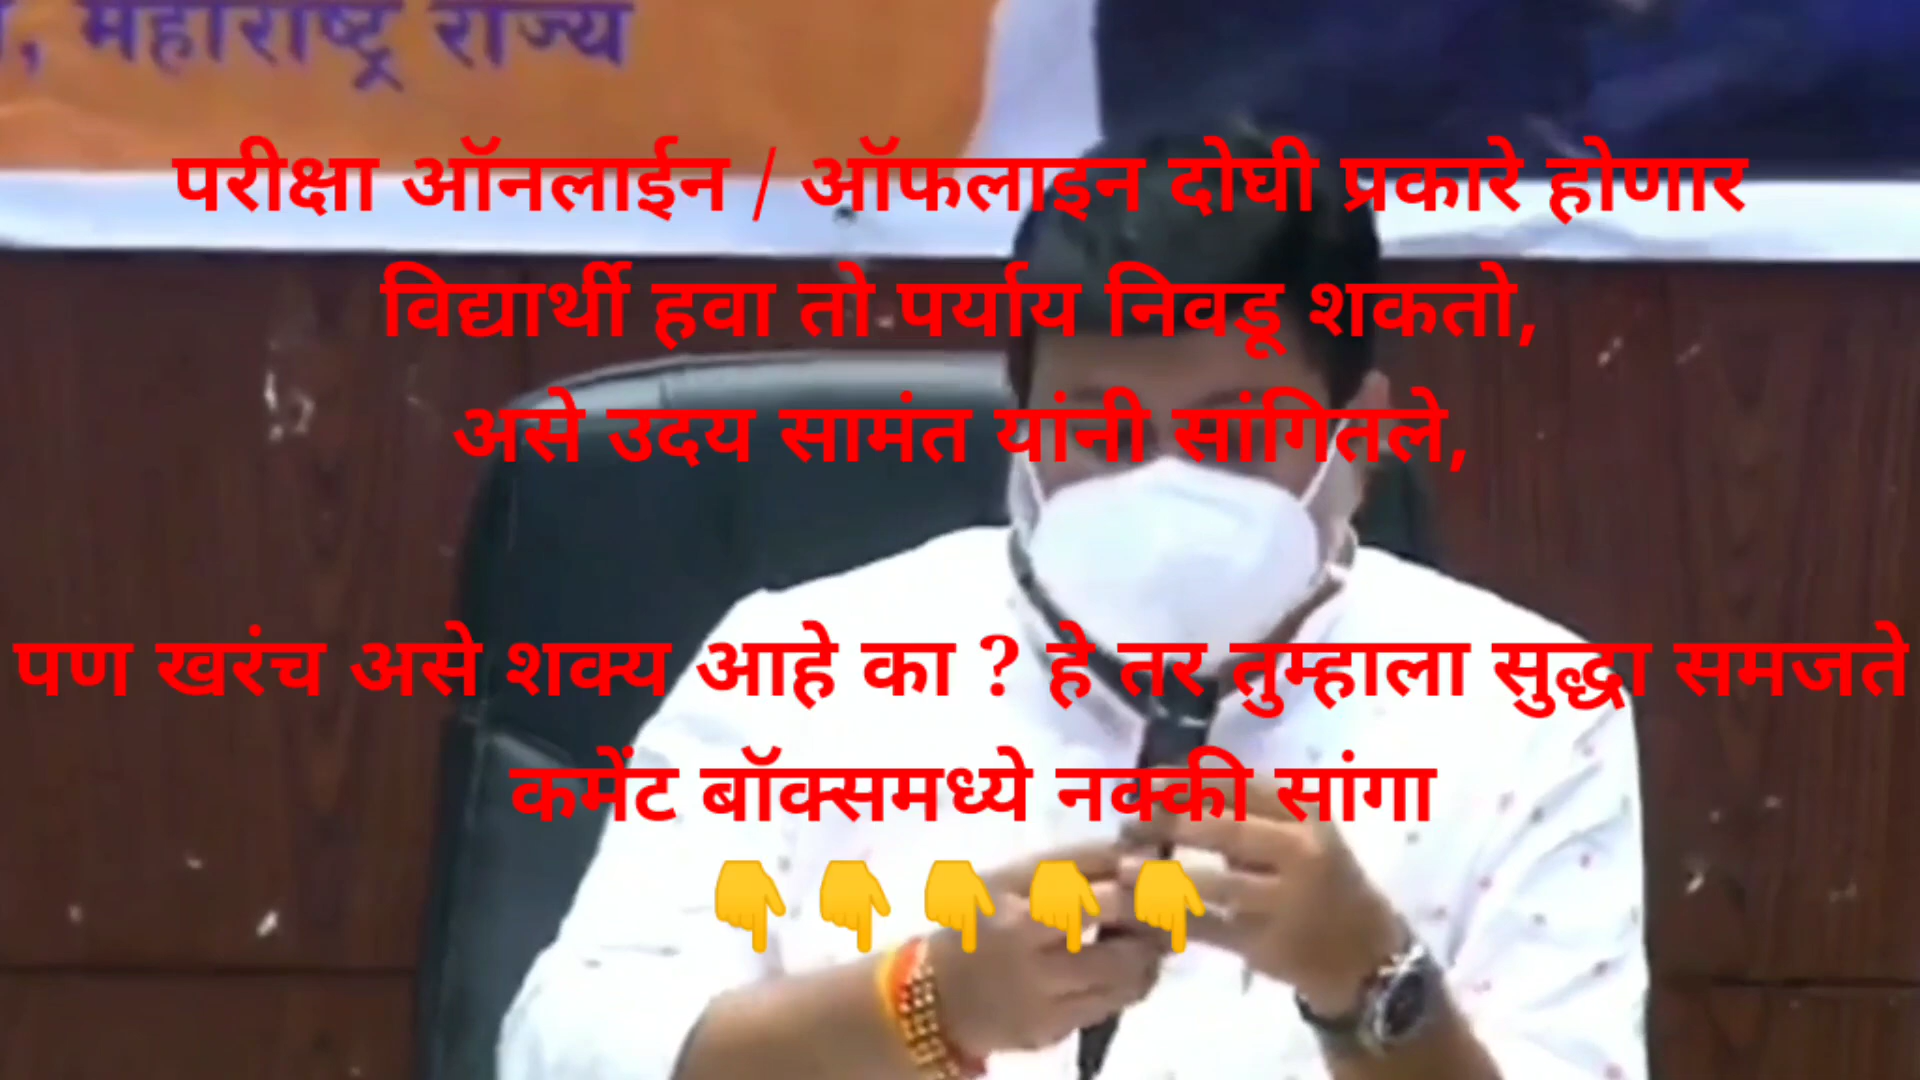 , महाराष्ट्र राज्य
परीक्षा ऑनलाईन / ऑफलाइन दोघी प्रकारे होणार
विद्यार्थी हवा तो पर्याय निवडू शकतो,
असे उदय सामंत यांनी सांगितले,
पण खरंच असे शक्य आहे का ? हे तर तुम्हाला सुद्धा समजते
कमेंट बॉक्समध्ये नक्की सांगा
👇👇👇👇👇